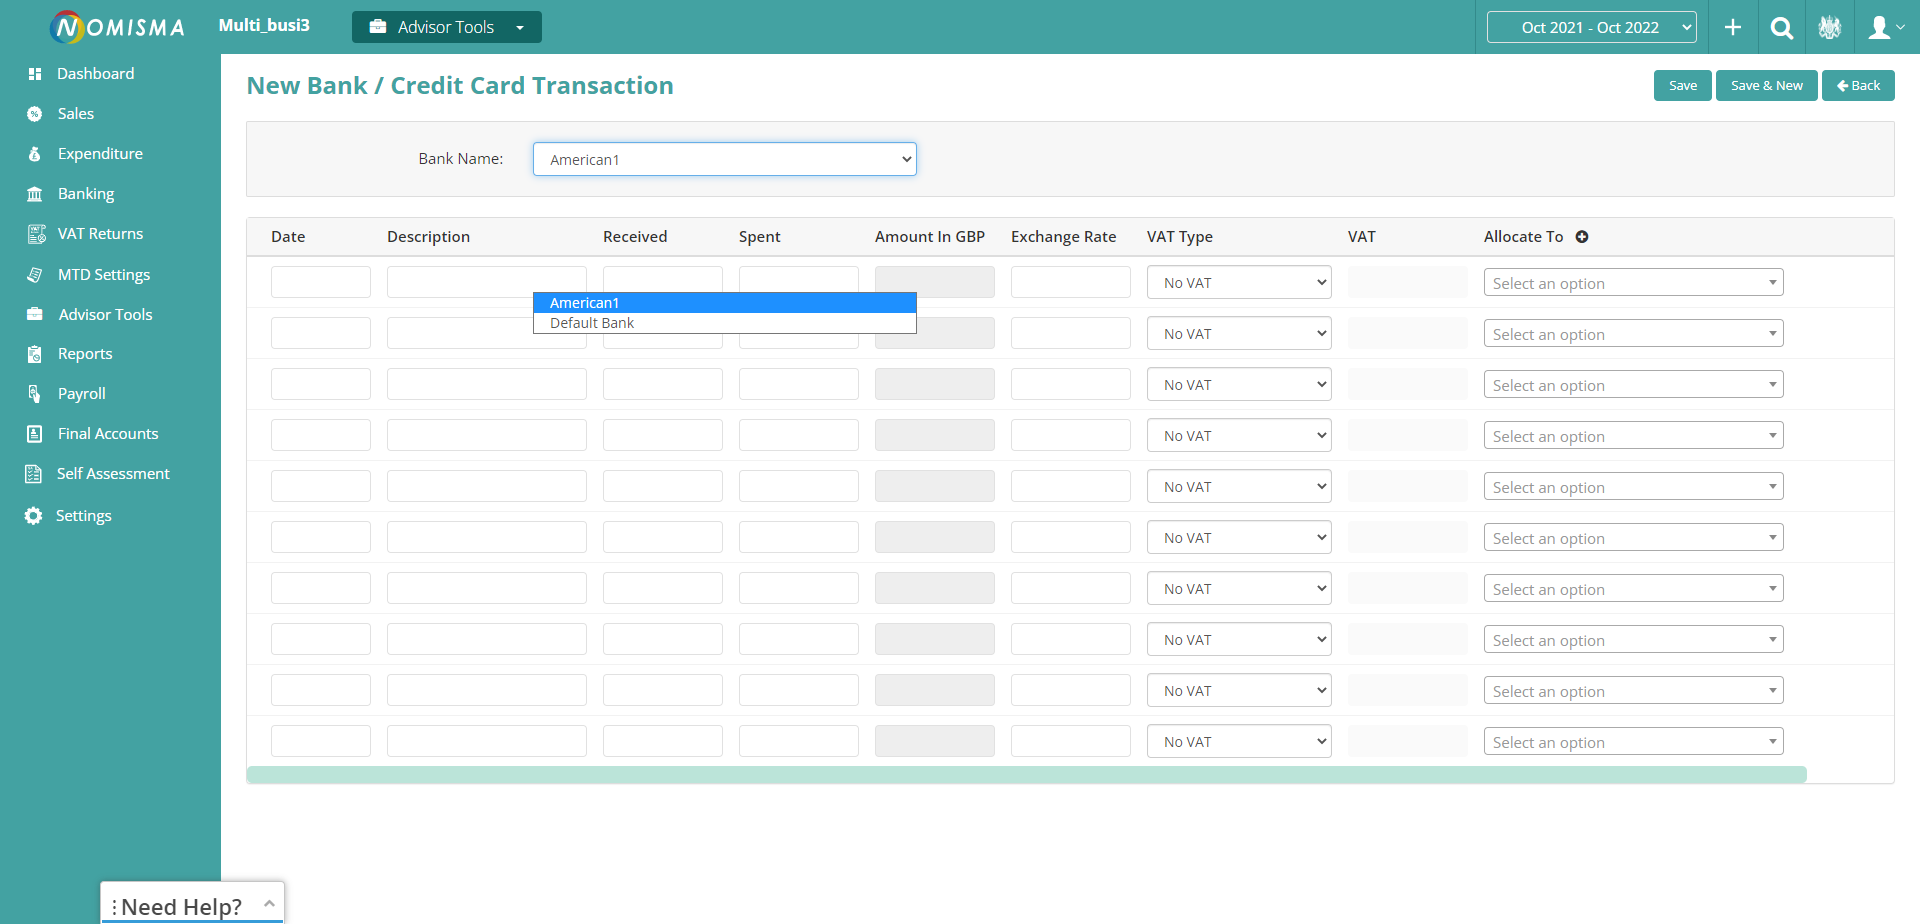 NOMISMA
Multi_busi3
Advisor Tools
Oct 2021 - Oct 2022
Dashboard
Sales
Expenditure
Banking
VAT Returns
MTD Settings
Advisor Tools
Reports
Payroll
Final Accounts
Self Assessment
Settings
New Bank / Credit Card Transaction
Save
Save & New
Back
Bank Name:
American1
Date Description Received Spent Amount In GBP Exchange Rate VAT Type VAT Allocate To
No VAT Select an option
American1
Default Bank
No VAT Select an option
No VAT Select an option
No VAT Select an option
No VAT Select an option
No VAT Select an option
No VAT Select an option
No VAT Select an option
No VAT Select an option
No VAT Select an option
Need Help?